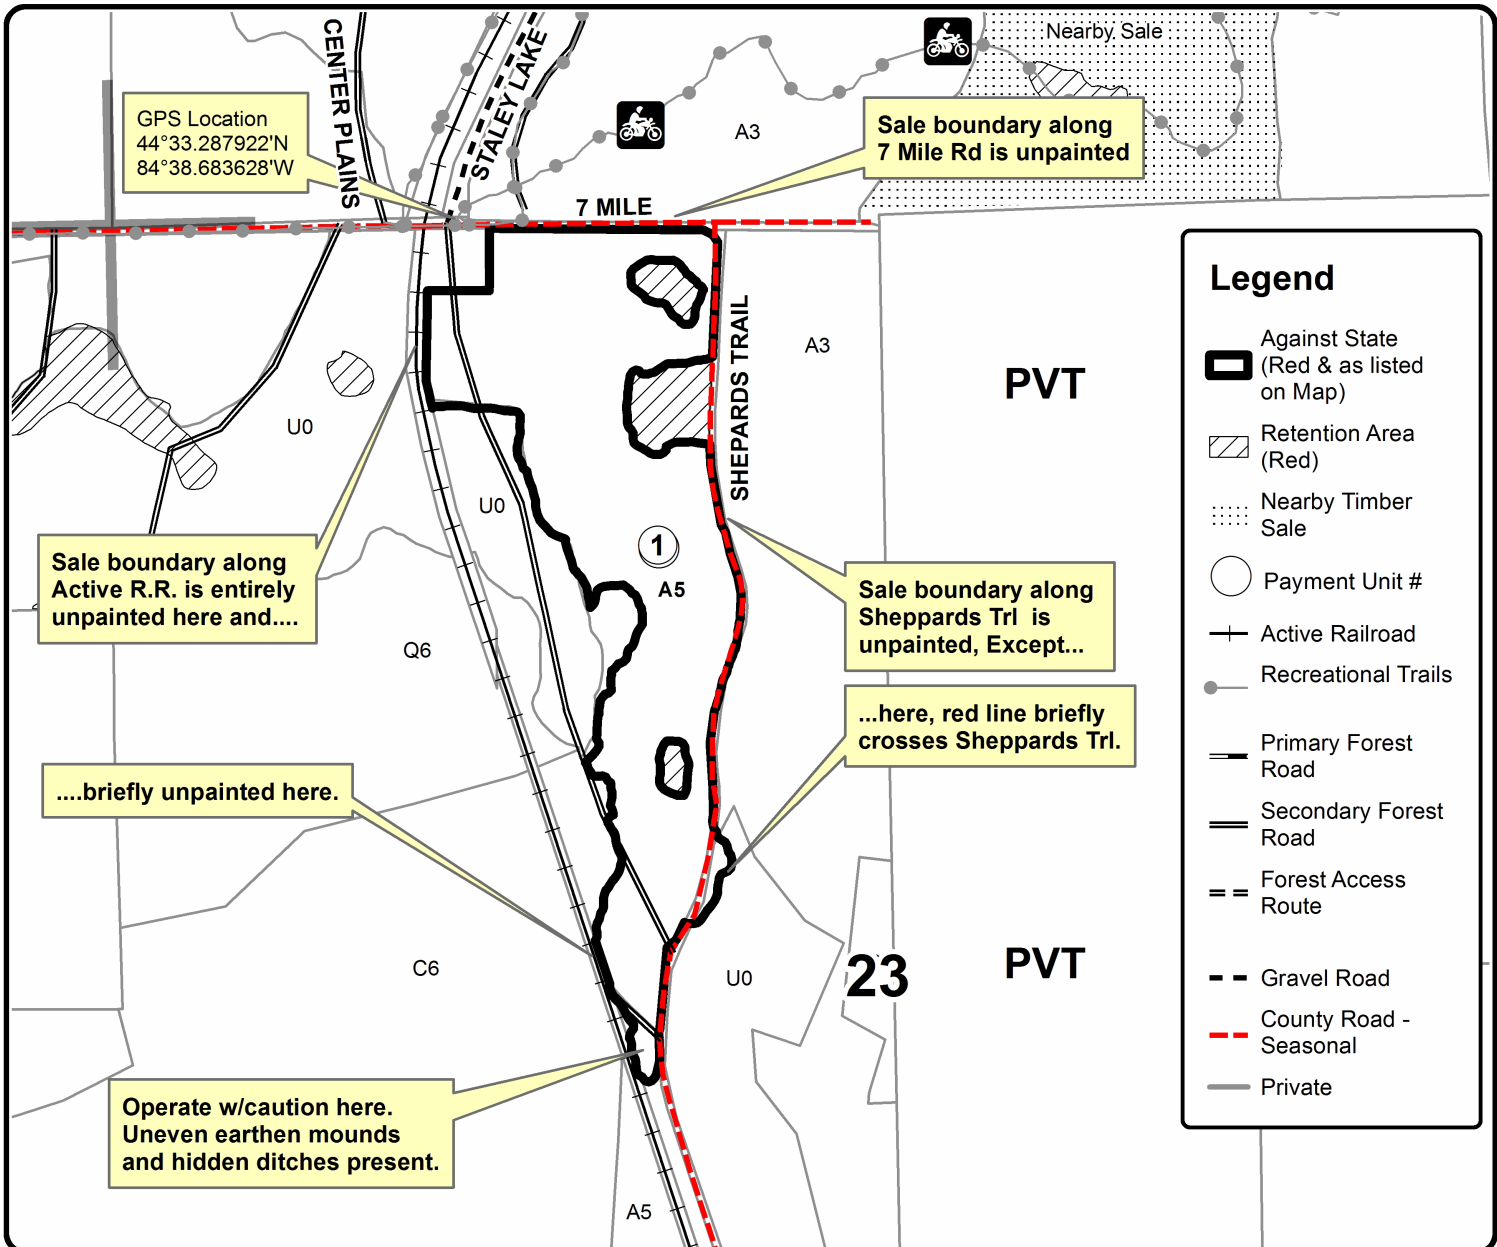 Nearby Sale
CENTER PLAINS
STALEY LAKE
GPS Location
44°33.287922'N
84°38.683628'W
A3
Sale boundary along
7 Mile Rd is unpainted
7 MILE
SHEPARDS TRAIL
A3
PVT
U0
U0
1
A5
Sale boundary along
Active R.R. is entirely
unpainted here and....
Sale boundary along
Sheppards Trl is
unpainted, Except...
Q6
...here, red line briefly
crosses Sheppards Trl.
....briefly unpainted here.
C6
U0
23
PVT
Operate w/caution here.
Uneven earthen mounds
and hidden ditches present.
A5
Legend
Against State
(Red & as listed
on Map)
Retention Area
(Red)
Nearby Timber
Sale
Payment Unit #
Active Railroad
Recreational Trails
Primary Forest
Road
Secondary Forest
Road
Forest Access
Route
Gravel Road
County Road -
Seasonal
Private